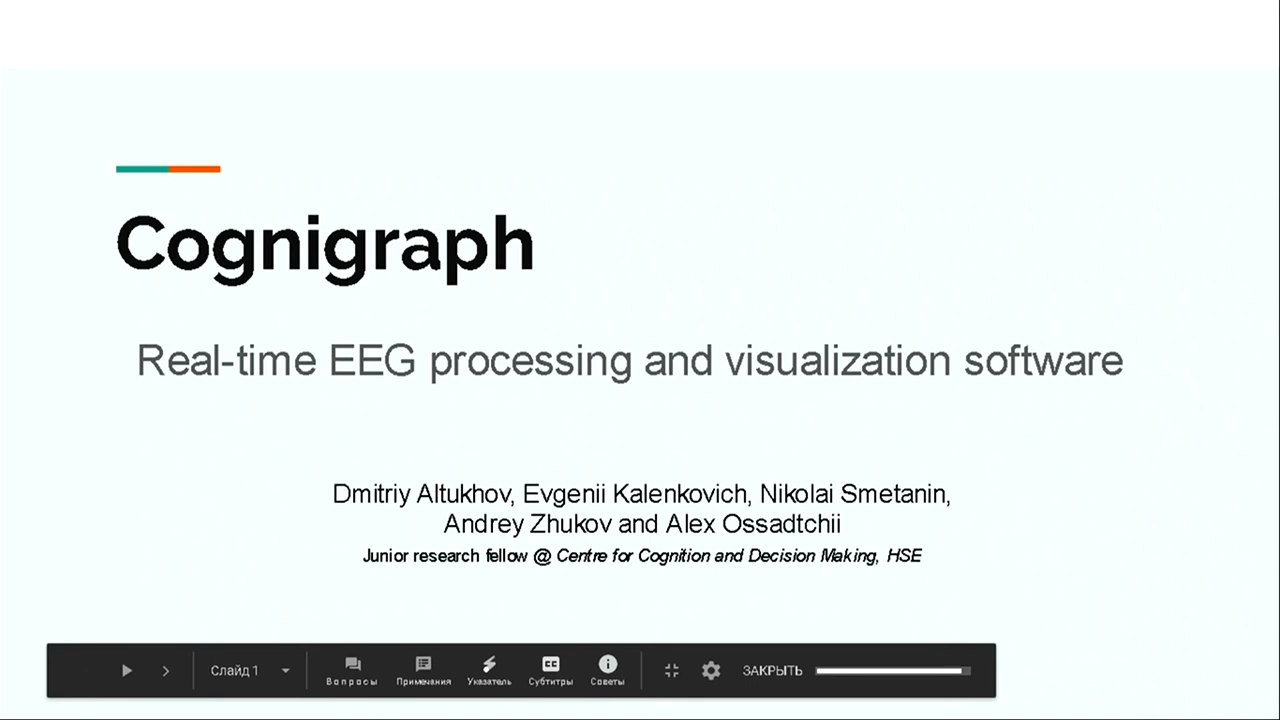 Cognigraph
Real-time EEG processing and visualization software
Dmitriy Altukhov, Evgenii Kalenkovich, Nikolai Smetanin,
Andrey Zhukov and Alex Ossadtchii
Junior research fellow @ Centre for Cognition and Decision Making, HSE
Слайд 1
Вопросы
Примечания
Указатель
CC
Субтитры
Советы
ЗАКРЫТЬ